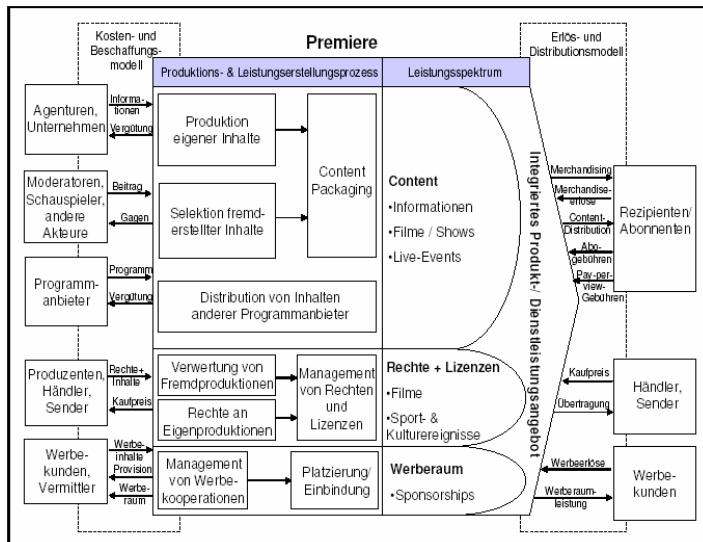 Kosten- und
Beschaffungs-
modell
Premiere
Erlös- und
Distributionsmodell
Produktions- & Leistungserstellungsprozess
Leistungsspektrum
Agenturen,
Unternehmen
Informa-
tionen
Vergütung
Produktion
eigener Inhalte
Content
Packaging
Moderatoren,
Schauspieler,
andere
Akteure
Beitrag
Gagen
Selektion fremd-
erstellter Inhalte
Content
•Informationen
•Filme / Shows
•Live-Events
Programm-
anbieter
Programm
Vergütung
Distribution von Inhalten
anderer Programmanbieter
Integriertes Produkt-/ Dienstleistungsangebot
Merchandising
Merchandise-
erlöse
Content-
Distribution
Abo-
gebühren
Pay-per-
view-
Gebühren
Rezipienten/
Abonnenten
Produzenten,
Händler,
Sender
Rechte+
Inhalte
Kaufpreis
Verwertung von
Fremdproduktionen
Rechte an
Eigenproduktionen
Management
von Rechten
und
Lizenzen
Rechte + Lizenzen
•Filme
•Sport- &
Kulturereignisse
Kaufpreis
Übertragung
Händler,
Sender
Werbe-
kunden,
Vermittler
Werbe-
inhalte
Provision
Werbe-
raum
Management
von Werbe-
kooperationen
Platzierung/
Einbindung
Werberaum
•Sponsorships
Werbeerlöse
Werberaum-
leistung
Werbe-
kunden